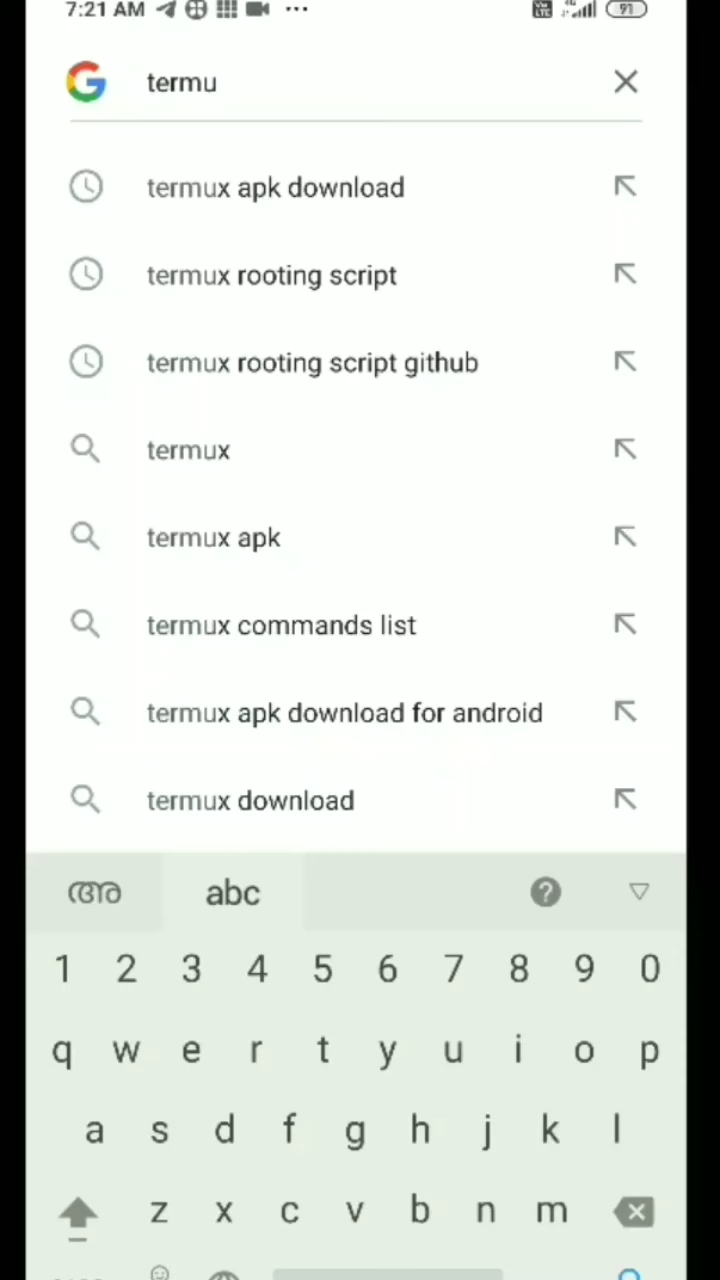 7:21 AM ... 91
termu
termux apk download
termux rooting script
termux rooting script github
termux
termux apk
termux commands list
termux apk download for android
termux download
അ abc
1 2 3 4 5 6 7 8 9 0
q w e r t y u i o p
a s d f g h j k l
z x c v b n m